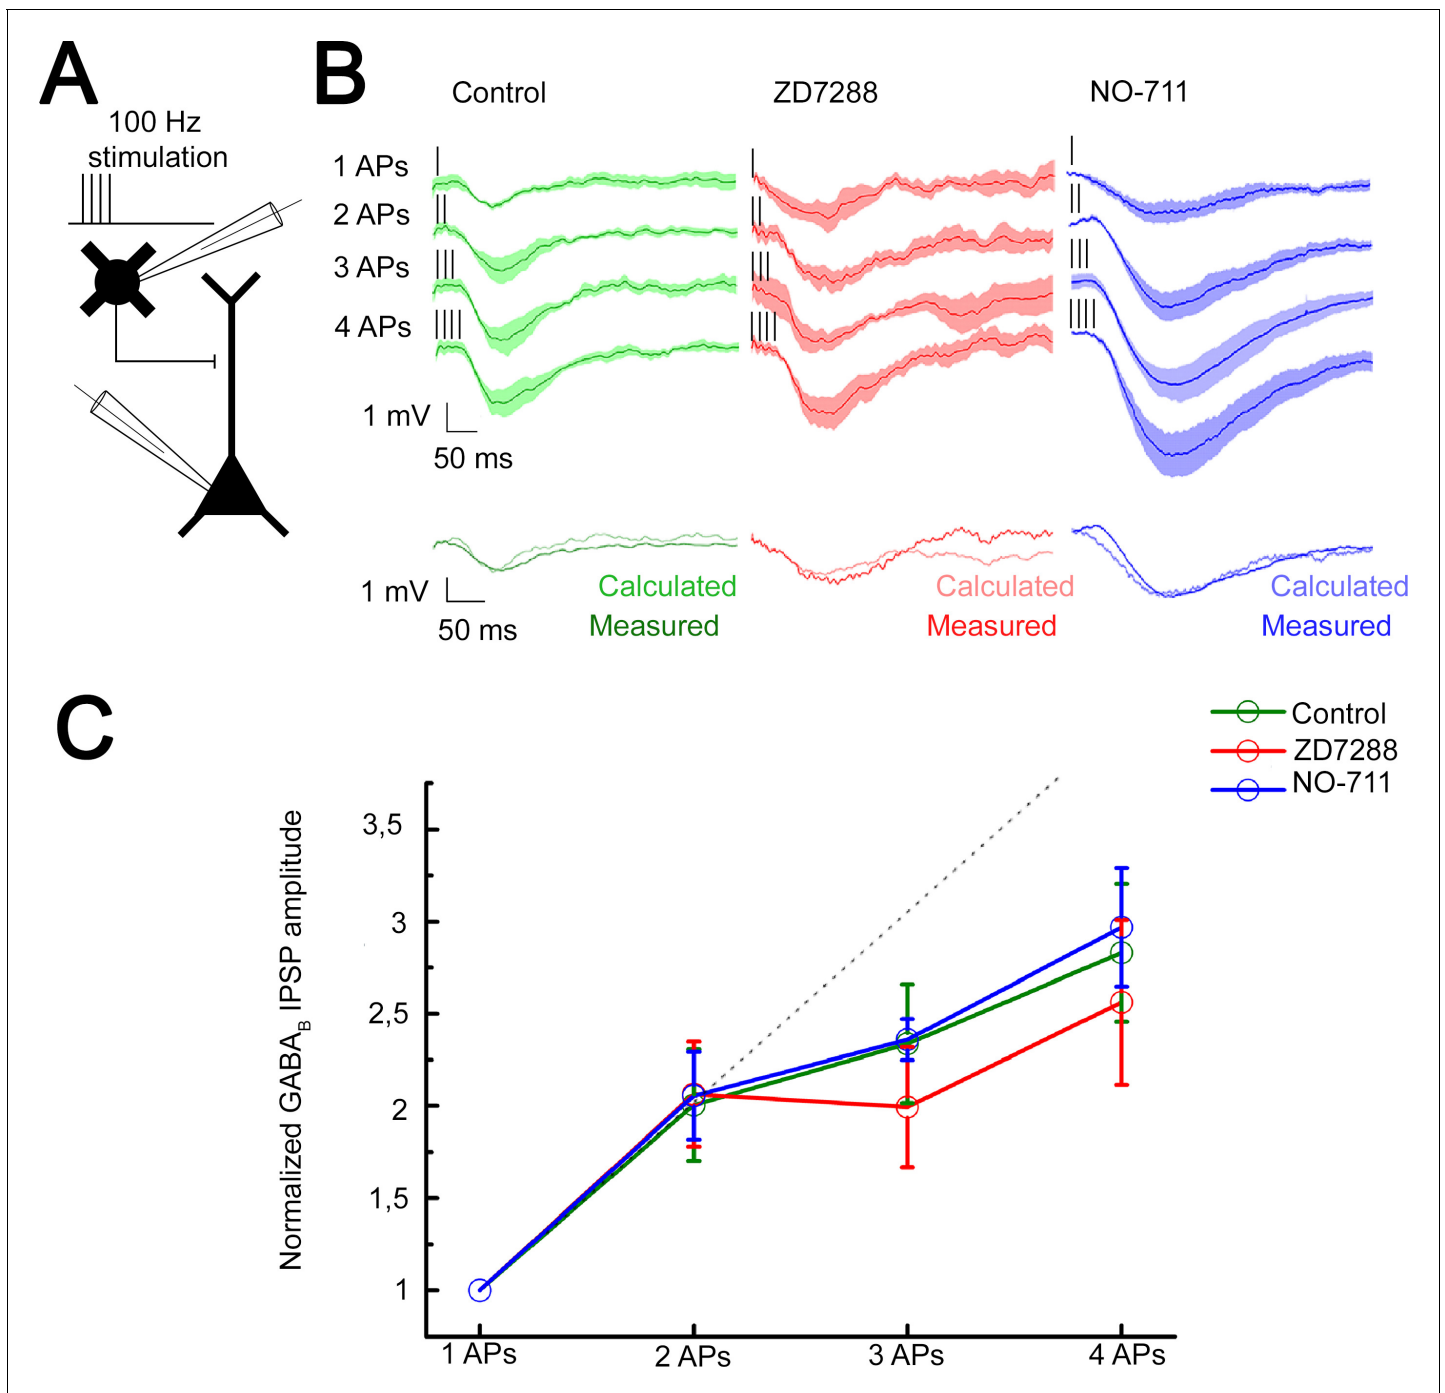 A
100 Hz
stimulation
B
Control
ZD7288
NO-711
1 APs
2 APs
3 APs
4 APs
1 mV
50 ms
1 mV
50 ms
Calculated
Measured
Calculated
Measured
Calculated
Measured
C
Control
ZD7288
NO-711
Normalized GABA_B IPSP amplitude
3,5
3
2,5
2
1,5
1
1 APs
2 APs
3 APs
4 APs